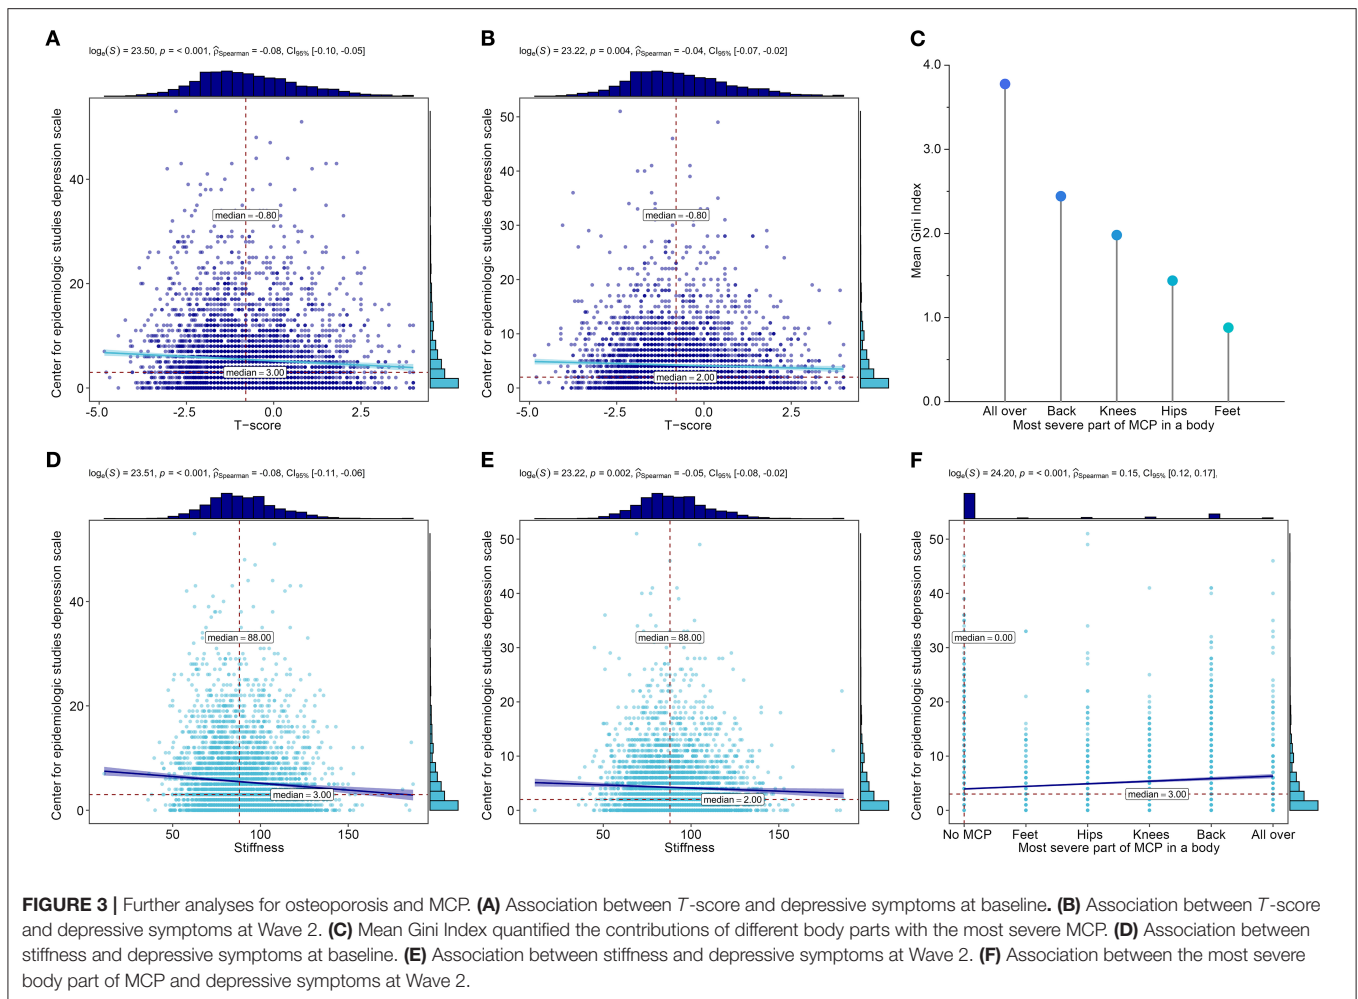 A
logₑ(S) = 23.50, p = < 0.001, ρ̂Spearman = -0.08, CI95% [-0.10, -0.05]
Center for epidemiologic studies depression scale
40
20
0
median = -0.80
median = 3.00
-5.0 -2.5 0.0 2.5
T−score
B
logₑ(S) = 23.22, p = 0.004, ρ̂Spearman = -0.04, CI95% [-0.07, -0.02]
Center for epidemiologic studies depression scale
50
40
30
20
10
0
median = -0.80
median = 2.00
-5.0 -2.5 0.0 2.5
T−score
C
Mean Gini Index
4.0
3.0
2.0
1.0
0.0
All over Back Knees Hips Feet
Most severe part of MCP in a body
D
logₑ(S) = 23.51, p = < 0.001, ρ̂Spearman = -0.08, CI95% [-0.11, -0.06]
Center for epidemiologic studies depression scale
40
20
0
median = 88.00
median = 3.00
50 100 150
Stiffness
E
logₑ(S) = 23.22, p = 0.002, ρ̂Spearman = -0.05, CI95% [-0.08, -0.02]
Center for epidemiologic studies depression scale
50
40
30
20
10
0
median = 88.00
median = 2.00
50 100 150
Stiffness
F
logₑ(S) = 24.20, p = < 0.001, ρ̂Spearman = 0.15, CI95% [0.12, 0.17],
Center for epidemiologic studies depression scale
50
40
30
20
10
0
median = 0.00
median = 3.00
No MCP Feet Hips Knees Back All over
Most severe part of MCP in a body
FIGURE 3 | Further analyses for osteoporosis and MCP. (A) Association between T-score and depressive symptoms at baseline. (B) Association between T-score
and depressive symptoms at Wave 2. (C) Mean Gini Index quantified the contributions of different body parts with the most severe MCP. (D) Association between
stiffness and depressive symptoms at baseline. (E) Association between stiffness and depressive symptoms at Wave 2. (F) Association between the most severe
body part of MCP and depressive symptoms at Wave 2.